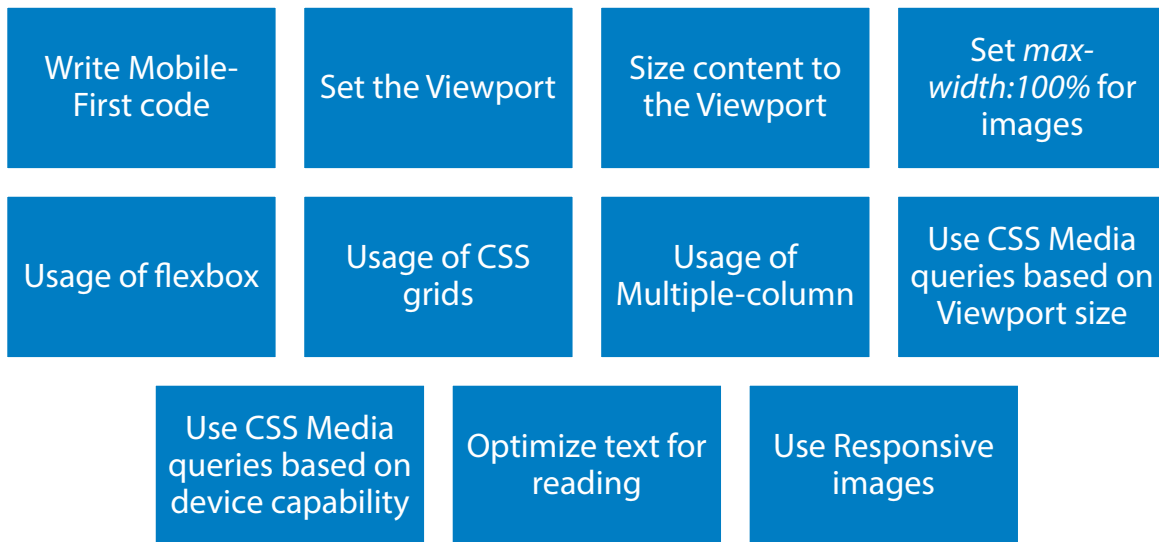 Write Mobile-
First code
Set the Viewport
Size content to
the Viewport
Set max-
width:100% for
images
Usage of flexbox
Usage of CSS
grids
Usage of
Multiple-column
Use CSS Media
queries based on
Viewport size
Use CSS Media
queries based on
device capability
Optimize text for
reading
Use Responsive
images